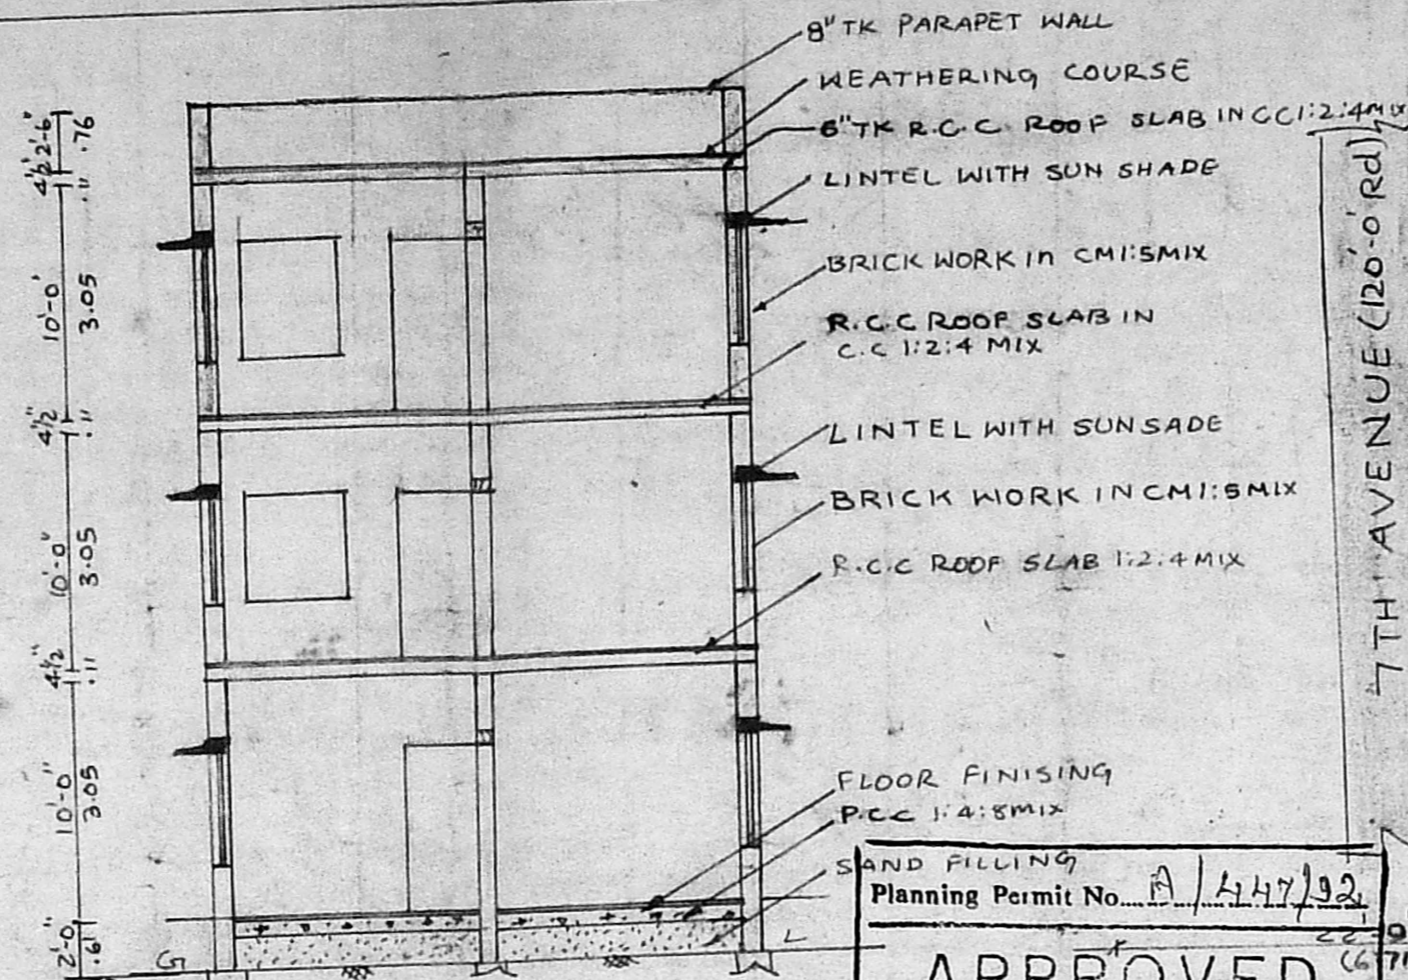 8" TK PARAPET WALL
WEATHERING COURSE
6" TK R.C.C. ROOF SLAB IN CC 1:2:4 MIX
LINTEL WITH SUN SHADE
BRICK WORK in CM 1:5 MIX
R.C.C ROOF SLAB IN
C.C 1:2:4 MIX
LINTEL WITH SUNSADE
BRICK WORK IN CM 1:5 MIX
R.C.C ROOF SLAB 1:2:4 MIX
FLOOR FINISING
P.C.C 1:4:8 MIX
SAND FILLING
2'-6"
.76
4½"
.11
10'-0'
3.05
4½"
.11
10'-0"
3.05
4½"
.11
10'-0"
3.05
2'-0"
.61
G
L
7TH AVENUE (120'-0' Rd)
Planning Permit No. A/447/92
APPROVED